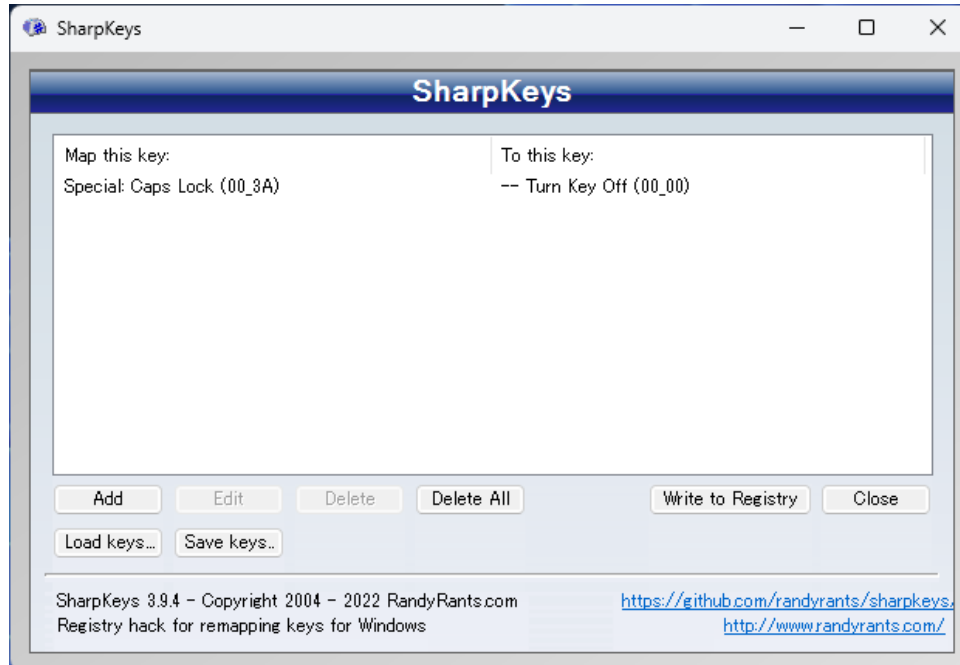 SharpKeys
SharpKeys
Map this key: To this key:
Special: Caps Lock (00_3A) -- Turn Key Off (00_00)
Add Edit Delete Delete All Write to Registry Close
Load keys... Save keys..
SharpKeys 3.9.4 - Copyright 2004 - 2022 RandyRants.com https://github.com/randyrants/sharpkeys/
Registry hack for remapping keys for Windows http://www.randyrants.com/